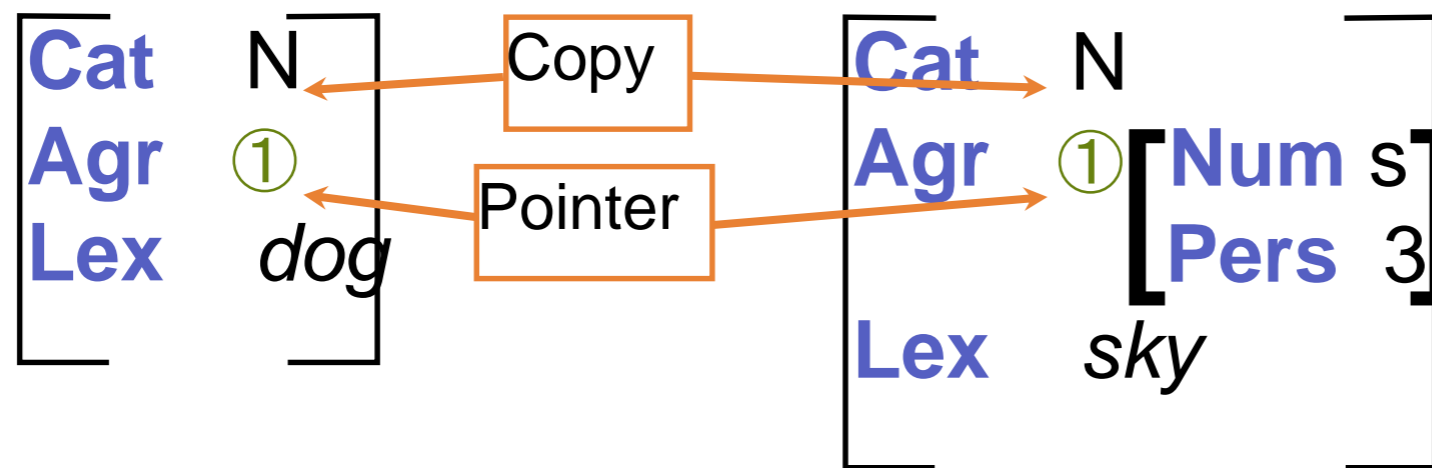 Cat N
Agr ①
Lex dog
Copy
Pointer
Cat N
Agr ① Num s
Pers 3
Lex sky